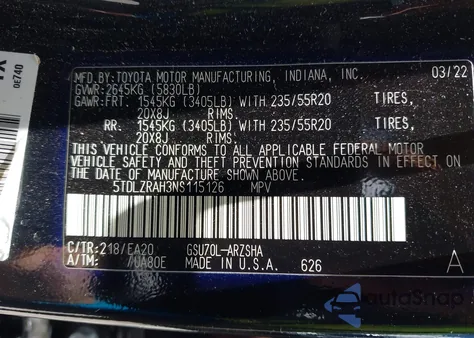 MFD.BY:TOYOTA MOTOR MANUFACTURING, INDIANA, INC. 03/22
GVWR: 2645KG (5830LB)
GAWR:FRT. 1545KG (3405LB) WITH 235/55R20 TIRES,
20X8J RIMS.
RR. 1545KG (3405LB) WITH 235/55R20 TIRES,
20X8J RIMS.
THIS VEHICLE CONFORMS TO ALL APPLICABLE FEDERAL MOTOR
VEHICLE SAFETY AND THEFT PREVENTION STANDARDS IN EFFECT
ON THE DATE OF MANUFACTURE SHOWN ABOVE.
5TDLZRAH3NS115126 MPV
C/TR:218/EA20 GSU70L-ARZSHA
A/TM: /UA80E MADE IN U.S.A. 626 A
0E740
autoSnap